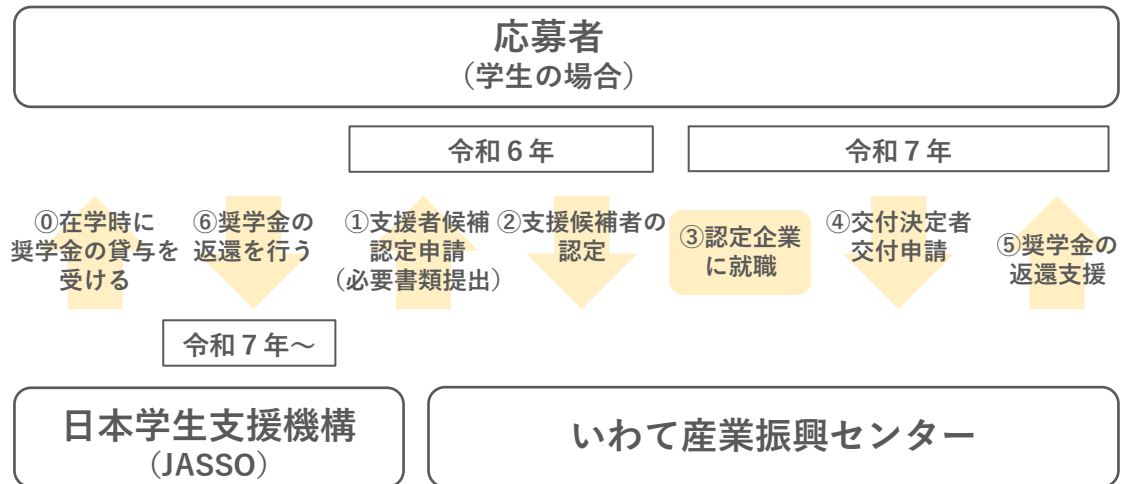 応募者
（学生の場合）
令和６年
令和７年
⓪在学時に
奨学金の貸与を
受ける
⑥奨学金の
返還を行う
①支援者候補
認定申請
（必要書類提出）
②支援候補者の
認定
③認定企業
に就職
④交付決定者
交付申請
⑤奨学金の
返還支援
令和７年～
日本学生支援機構
（JASSO）
いわて産業振興センター